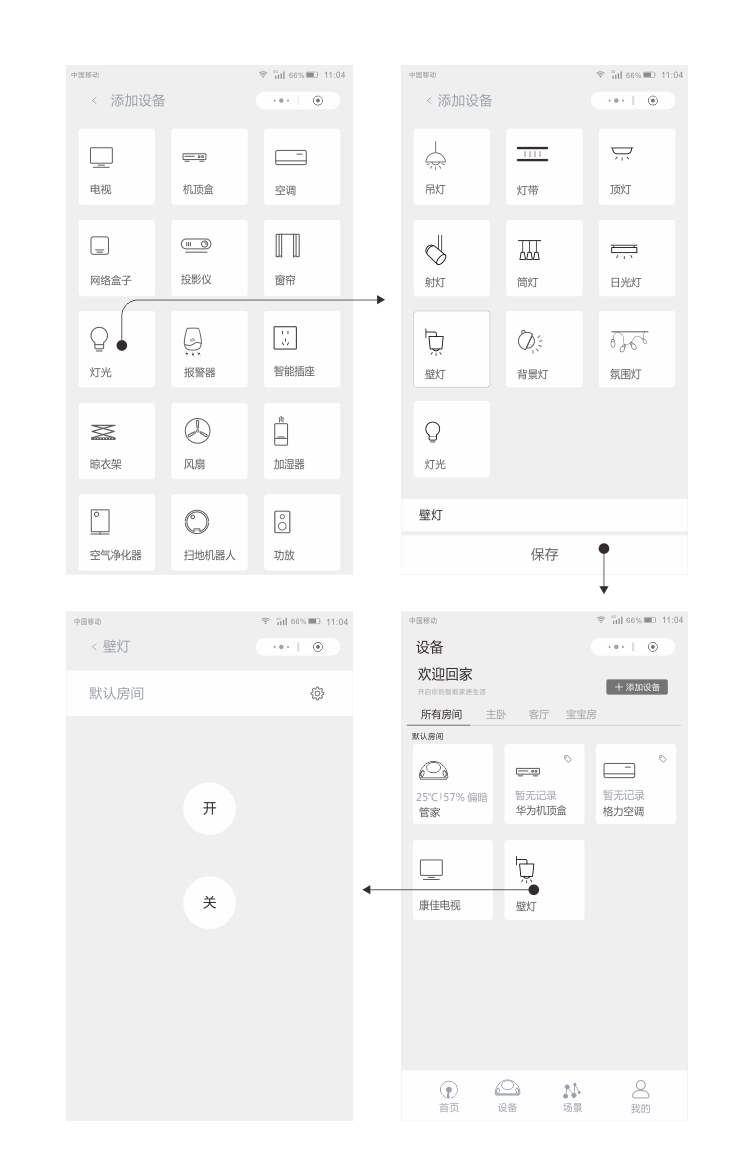 中国移动 66% 11:04
添加设备
电视 机顶盒 空调
网络盒子 投影仪 窗帘
灯光 报警器 智能插座
晾衣架 风扇 加湿器
空气净化器 扫地机器人 功放
中国移动 66% 11:04
添加设备
吊灯 灯带 顶灯
射灯 筒灯 日光灯
壁灯 背景灯 氛围灯
灯光
壁灯
保存
中国移动 66% 11:04
壁灯
默认房间
开
关
中国移动 66% 11:04
设备
欢迎回家
开启你的智能家居生活
+ 添加设备
所有房间 主卧 客厅 宝宝房
默认房间
25℃|57% 偏暗 暂无记录 暂无记录
管家 华为机顶盒 格力空调
康佳电视 壁灯
首页 设备 场景 我的